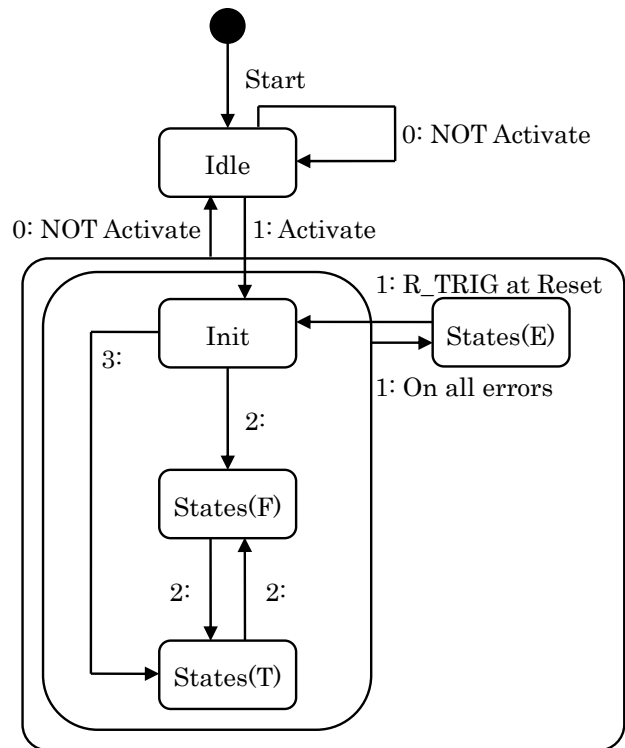 Start
0: NOT Activate
Idle
0: NOT Activate
1: Activate
1: R_TRIG at Reset
Init
States(E)
3:
1: On all errors
2:
States(F)
2:
2:
States(T)